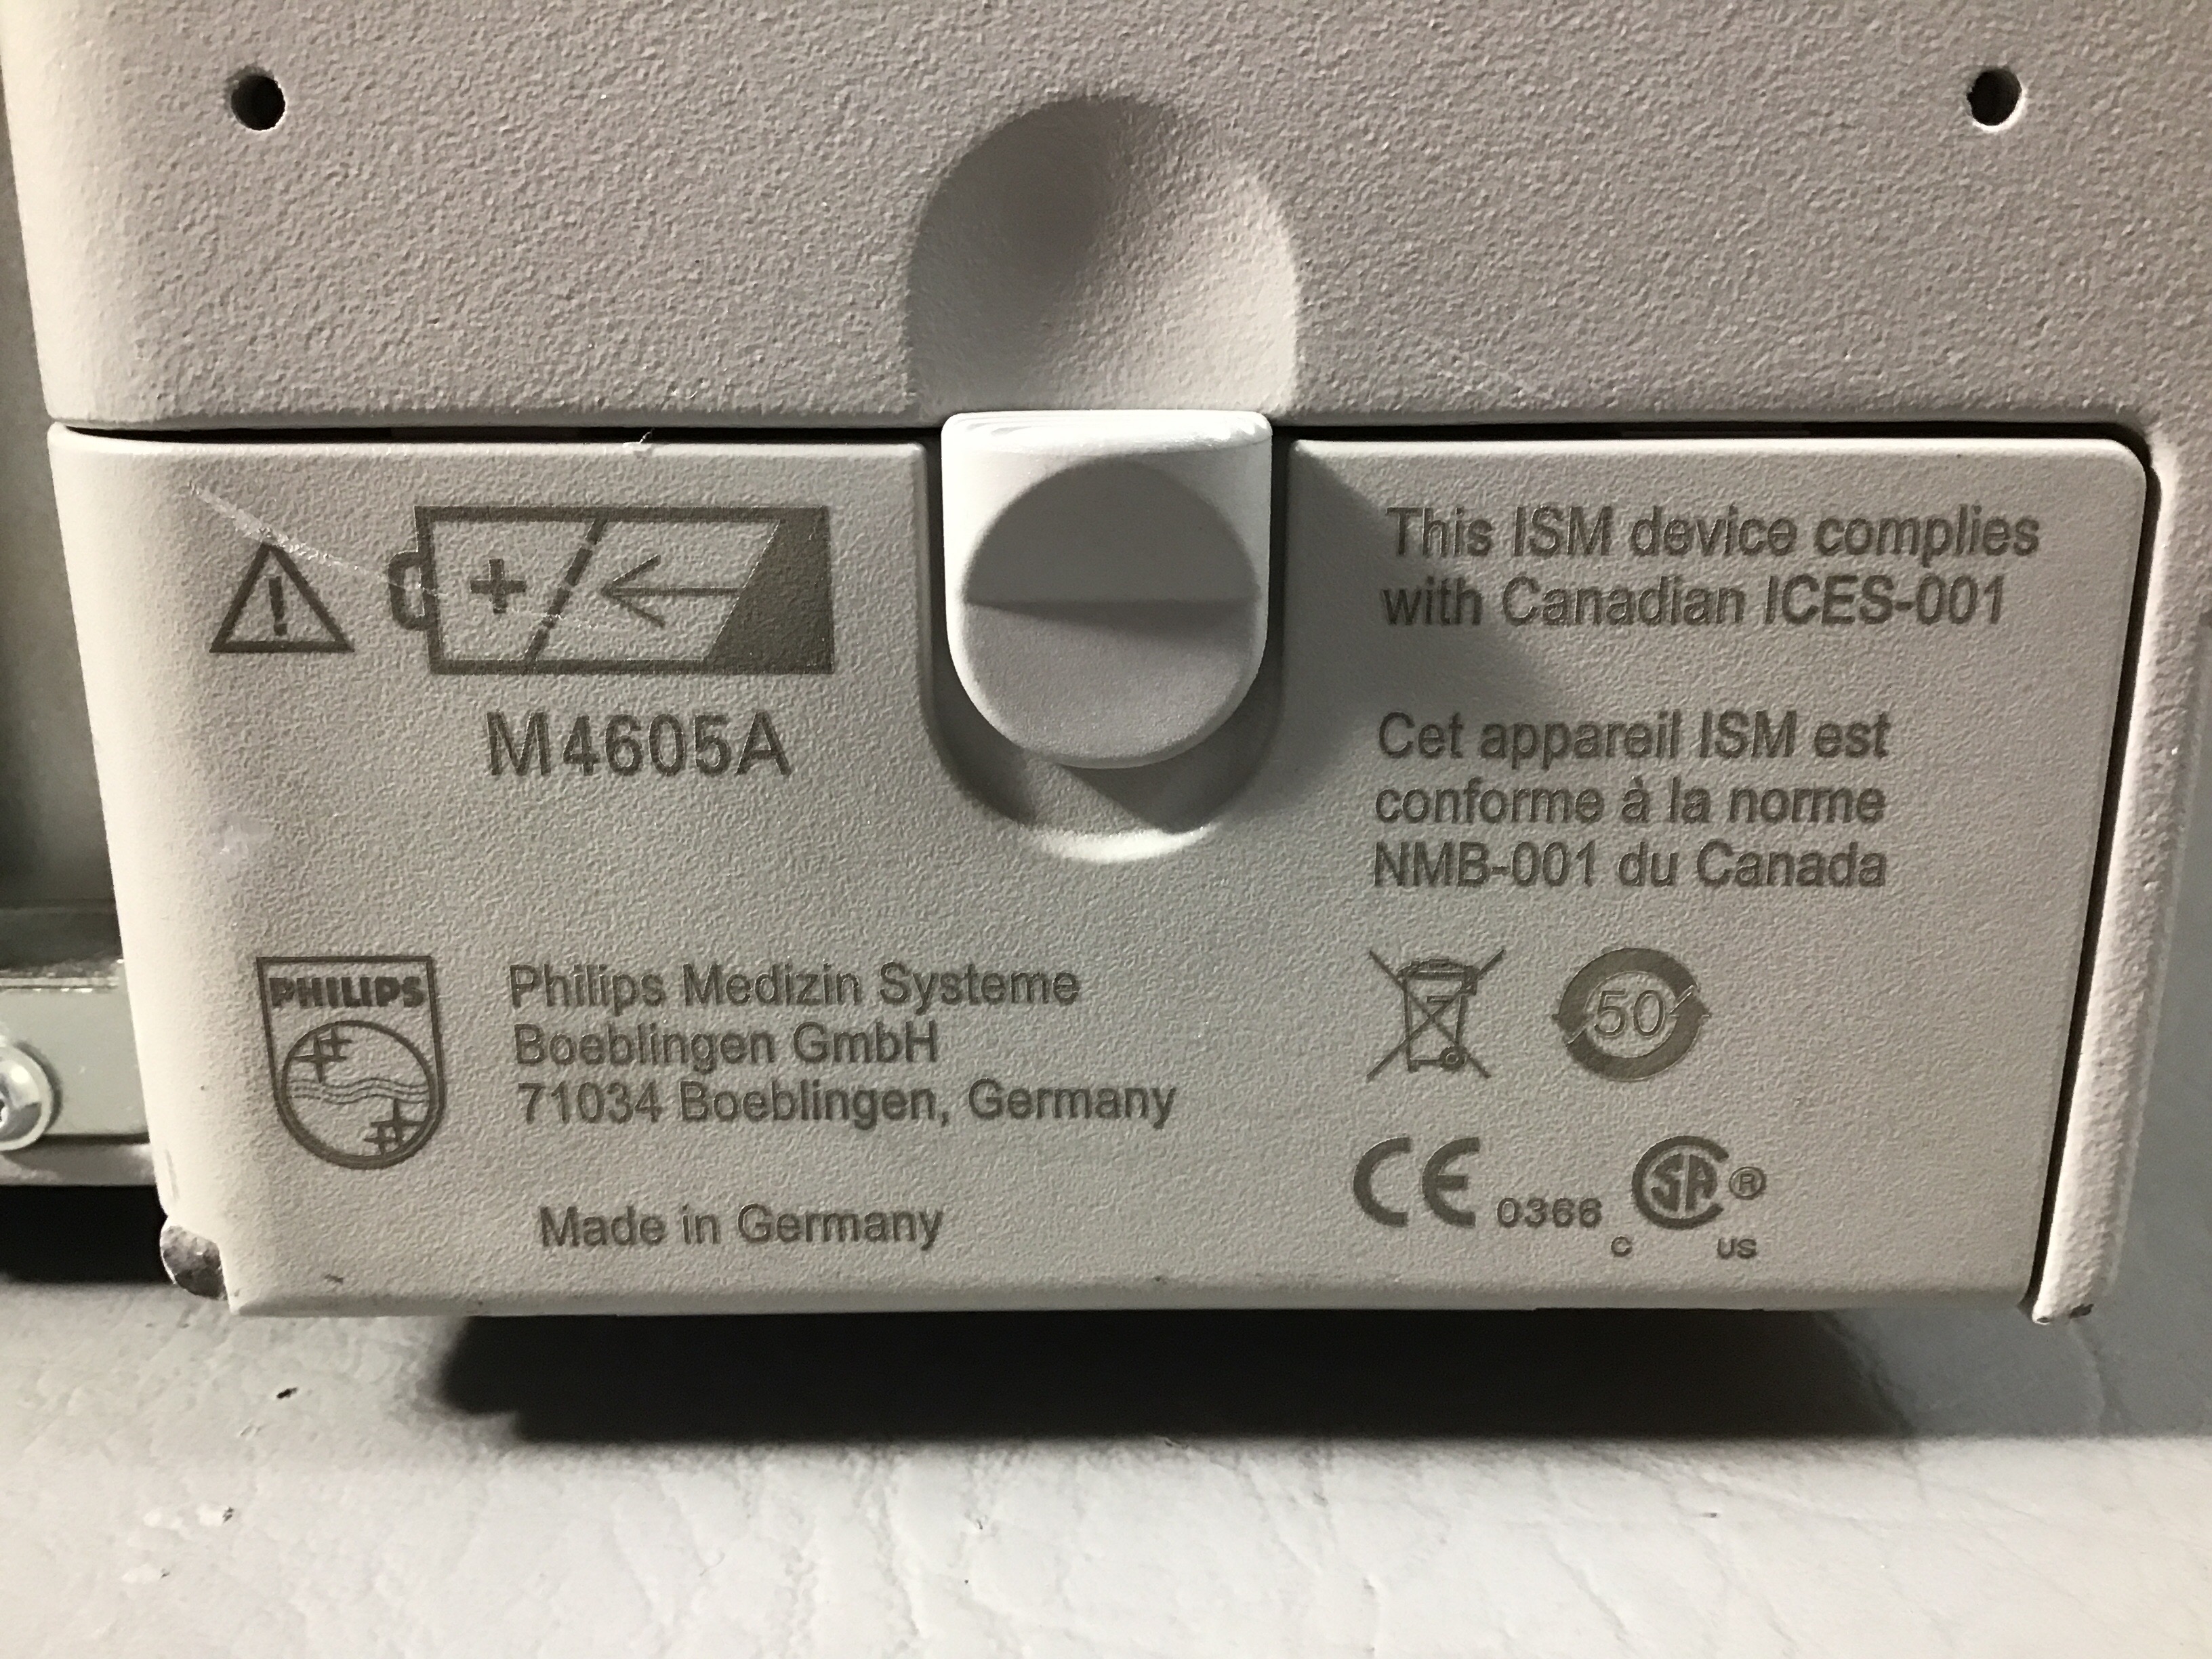 M4605A
This ISM device complies
with Canadian ICES-001
Cet appareil ISM est
conforme à la norme
NMB-001 du Canada
PHILIPS
Philips Medizin Systeme
Boeblingen GmbH
71034 Boeblingen, Germany
Made in Germany
50
CE 0366
SA ®
C US